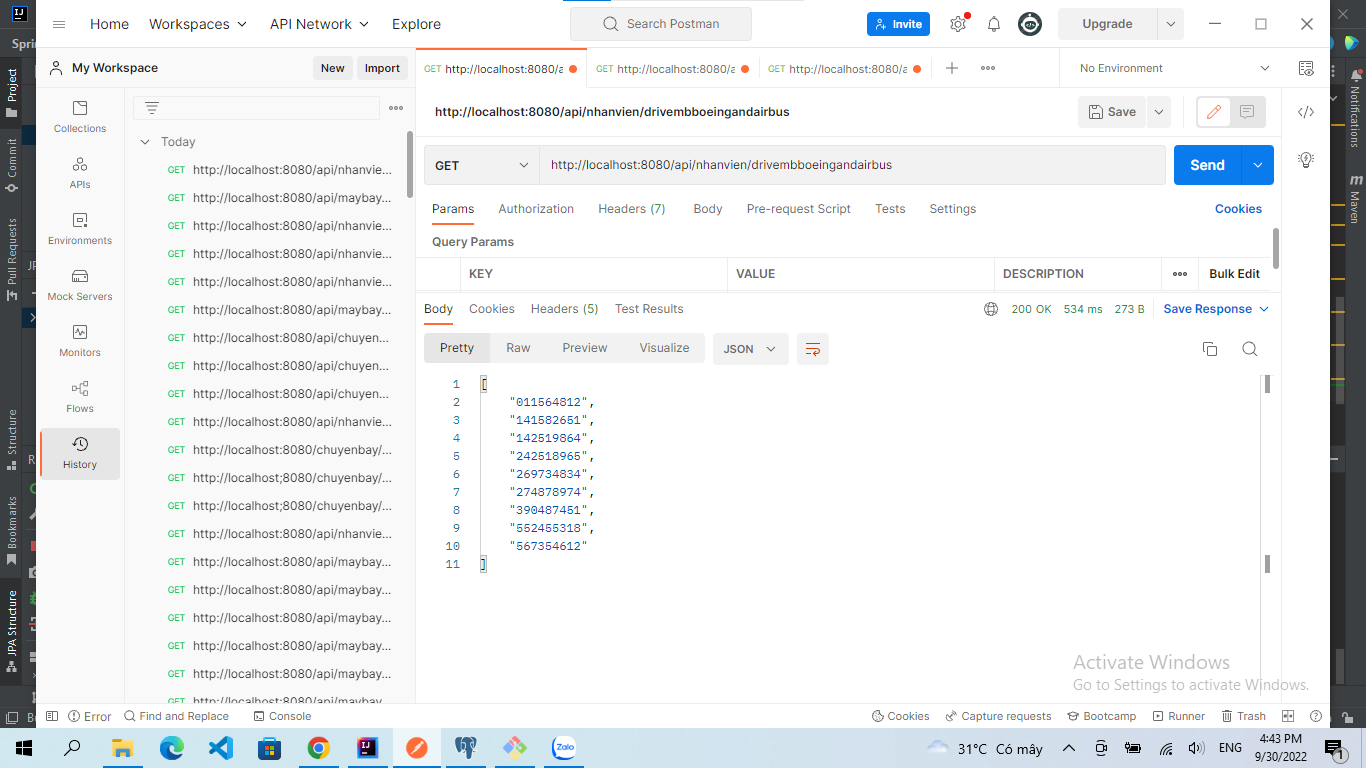 Home Workspaces API Network Explore Search Postman Invite Upgrade
My Workspace New Import
GET http://localhost:8080/a GET http://localhost:8080/a GET http://localhost:8080/a No Environment
http://localhost:8080/api/nhanvien/drivembboeingandairbus Save
GET http://localhost:8080/api/nhanvien/drivembboeingandairbus Send
Params Authorization Headers (7) Body Pre-request Script Tests Settings Cookies
Query Params
KEY VALUE DESCRIPTION Bulk Edit
Body Cookies Headers (5) Test Results 200 OK 534 ms 273 B Save Response
Pretty Raw Preview Visualize JSON
1 [
2 "011564812",
3 "141582651",
4 "142519864",
5 "242518965",
6 "269734834",
7 "274878974",
8 "390487451",
9 "552455318",
10 "567354612"
11 ]
Collections
APIs
Environments
Mock Servers
Monitors
Flows
History
Today
GET http://localhost:8080/api/nhanvie...
GET http://localhost:8080/api/maybay...
GET http://localhost:8080/api/nhanvie...
GET http://localhost:8080/api/nhanvie...
GET http://localhost:8080/api/nhanvie...
GET http://localhost:8080/api/maybay...
GET http://localhost:8080/api/chuyen...
GET http://localhost:8080/api/chuyen...
GET http://localhost:8080/api/chuyen...
GET http://localhost:8080/api/nhanvie...
GET http://localhost:8080/chuyenbay/...
GET http://localhost:8080/chuyenbay/...
GET http://localhost:8080/chuyenbay/...
GET http://localhost:8080/api/nhanvie...
GET http://localhost:8080/api/maybay...
GET http://localhost:8080/api/maybay...
GET http://localhost:8080/api/maybay...
GET http://localhost:8080/api/maybay...
GET http://localhost:8080/api/maybay...
GET http://localhost:8080/api/maybay
Activate Windows
Go to Settings to activate Windows.
Error Find and Replace Console Cookies Capture requests Bootcamp Runner Trash
Project
Commit
Pull Request
Structure
Bookmarks
JPA Structure
Notifications
m Maven
IJ
Sprin
JP
R
Bu
Zalo
31°C Có mây
ENG
4:43 PM
9/30/2022
1